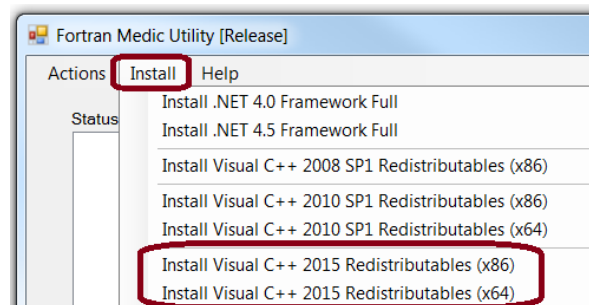 Fortran Medic Utility [Release]
Actions Install Help
Status
Install .NET 4.0 Framework Full
Install .NET 4.5 Framework Full
Install Visual C++ 2008 SP1 Redistributables (x86)
Install Visual C++ 2010 SP1 Redistributables (x86)
Install Visual C++ 2010 SP1 Redistributables (x64)
Install Visual C++ 2015 Redistributables (x86)
Install Visual C++ 2015 Redistributables (x64)